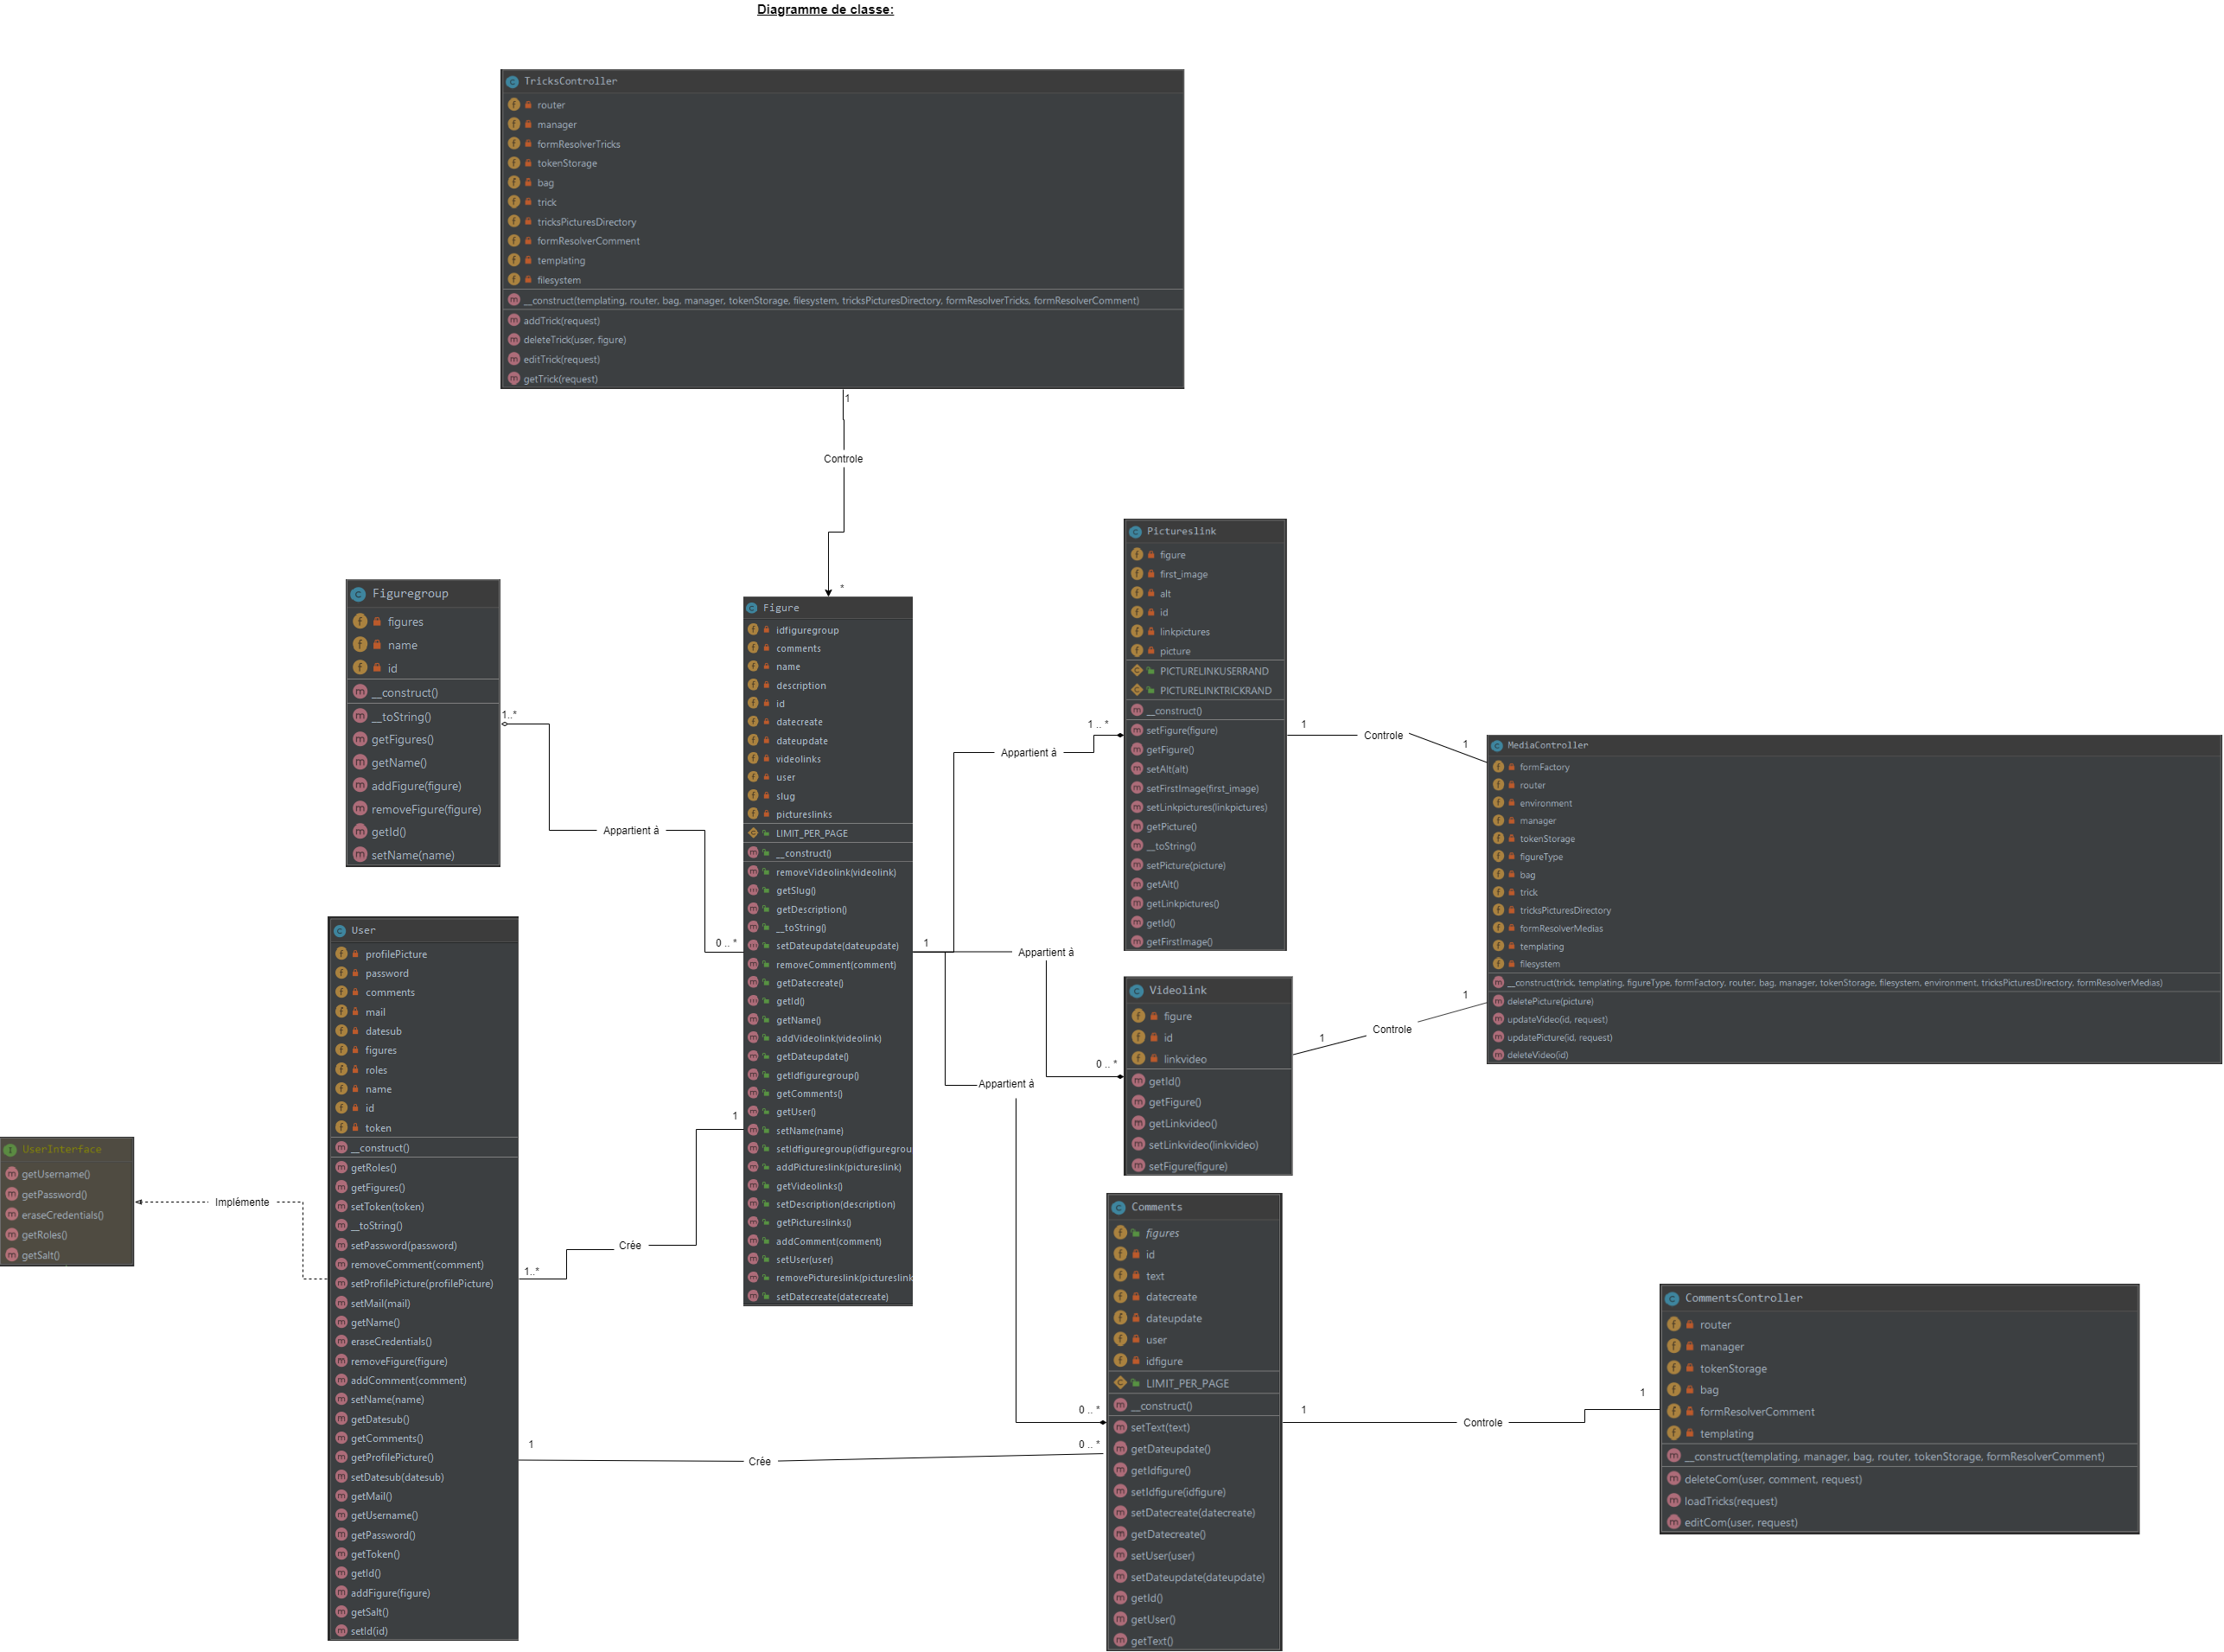 Diagramme de classe:
TricksController
router
manager
formResolverTricks
tokenStorage
bag
trick
tricksPicturesDirectory
formResolverComment
templating
filesystem
__construct(templating, router, bag, manager, tokenStorage, filesystem, tricksPicturesDirectory, formResolverTricks, formResolverComment)
addTrick(request)
deleteTrick(user, figure)
editTrick(request)
getTrick(request)
1
Controle
*
Figuregroup
figures
name
id
__construct()
__toString()
getFigures()
getName()
addFigure(figure)
removeFigure(figure)
getId()
setName(name)
1..*
Appartient à
0 .. *
Figure
idfiguregroup
comments
name
description
id
datecreate
dateupdate
videolinks
user
slug
pictureslinks
LIMIT_PER_PAGE
__construct()
removeVideolink(videolink)
getSlug()
getDescription()
__toString()
setDateupdate(dateupdate)
removeComment(comment)
getDatecreate()
getId()
getName()
addVideolink(videolink)
getDateupdate()
getIdfiguregroup()
getComments()
getUser()
setName(name)
setIdfiguregroup(idfiguregrou
addPictureslink(pictureslink)
getVideolinks()
setDescription(description)
getPictureslinks()
addComment(comment)
setUser(user)
removePictureslink(pictureslink
setDatecreate(datecreate)
1
Appartient à
1 .. *
Appartient à
0 .. *
Appartient à
0 .. *
Pictureslink
figure
first_image
alt
id
linkpictures
picture
PICTURELINKUSERRAND
PICTURELINKTRICKRAND
__construct()
setFigure(figure)
getFigure()
setAlt(alt)
setFirstImage(first_image)
setLinkpictures(linkpictures)
getPicture()
__toString()
setPicture(picture)
getAlt()
getLinkpictures()
getId()
getFirstImage()
1
Controle
1
MediaController
formFactory
router
environment
manager
tokenStorage
figureType
bag
trick
tricksPicturesDirectory
formResolverMedias
templating
filesystem
__construct(trick, templating, figureType, formFactory, router, bag, manager, tokenStorage, filesystem, environment, tricksPicturesDirectory, formResolverMedias)
deletePicture(picture)
updateVideo(id, request)
updatePicture(id, request)
deleteVideo(id)
1
Controle
1
Videolink
figure
id
linkvideo
getId()
getFigure()
getLinkvideo()
setLinkvideo(linkvideo)
setFigure(figure)
User
profilePicture
password
comments
mail
datesub
figures
roles
name
id
token
__construct()
getRoles()
getFigures()
setToken(token)
__toString()
setPassword(password)
removeComment(comment)
setProfilePicture(profilePicture)
setMail(mail)
getName()
eraseCredentials()
removeFigure(figure)
addComment(comment)
setName(name)
getDatesub()
getComments()
getProfilePicture()
setDatesub(datesub)
getMail()
getUsername()
getPassword()
getToken()
getId()
addFigure(figure)
getSalt()
setId(id)
UserInterface
getUsername()
getPassword()
eraseCredentials()
getRoles()
getSalt()
Implémente
1..*
Crée
1
1
Crée
0 .. *
Comments
figures
id
text
datecreate
dateupdate
user
idfigure
LIMIT_PER_PAGE
__construct()
setText(text)
getDateupdate()
getIdfigure()
setIdfigure(idfigure)
setDatecreate(datecreate)
getDatecreate()
setUser(user)
setDateupdate(dateupdate)
getId()
getUser()
getText()
1
Controle
1
CommentsController
router
manager
tokenStorage
bag
formResolverComment
templating
__construct(templating, manager, bag, router, tokenStorage, formResolverComment)
deleteCom(user, comment, request)
loadTricks(request)
editCom(user, request)